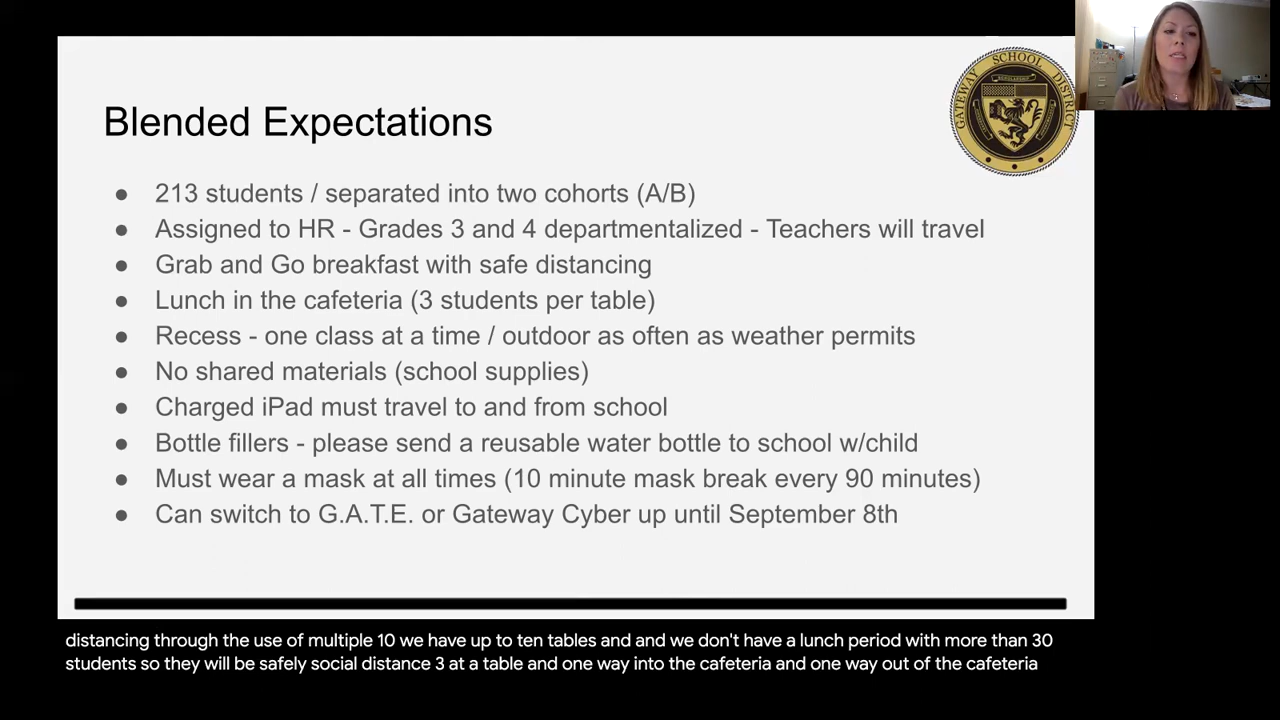 Blended Expectations
GATEWAY SCHOOL DISTRICT
● 213 students / separated into two cohorts (A/B)
● Assigned to HR - Grades 3 and 4 departmentalized - Teachers will travel
● Grab and Go breakfast with safe distancing
● Lunch in the cafeteria (3 students per table)
● Recess - one class at a time / outdoor as often as weather permits
● No shared materials (school supplies)
● Charged iPad must travel to and from school
● Bottle fillers - please send a reusable water bottle to school w/child
● Must wear a mask at all times (10 minute mask break every 90 minutes)
● Can switch to G.A.T.E. or Gateway Cyber up until September 8th
distancing through the use of multiple 10 we have up to ten tables and and we don't have a lunch period with more than 30
students so they will be safely social distance 3 at a table and one way into the cafeteria and one way out of the cafeteria